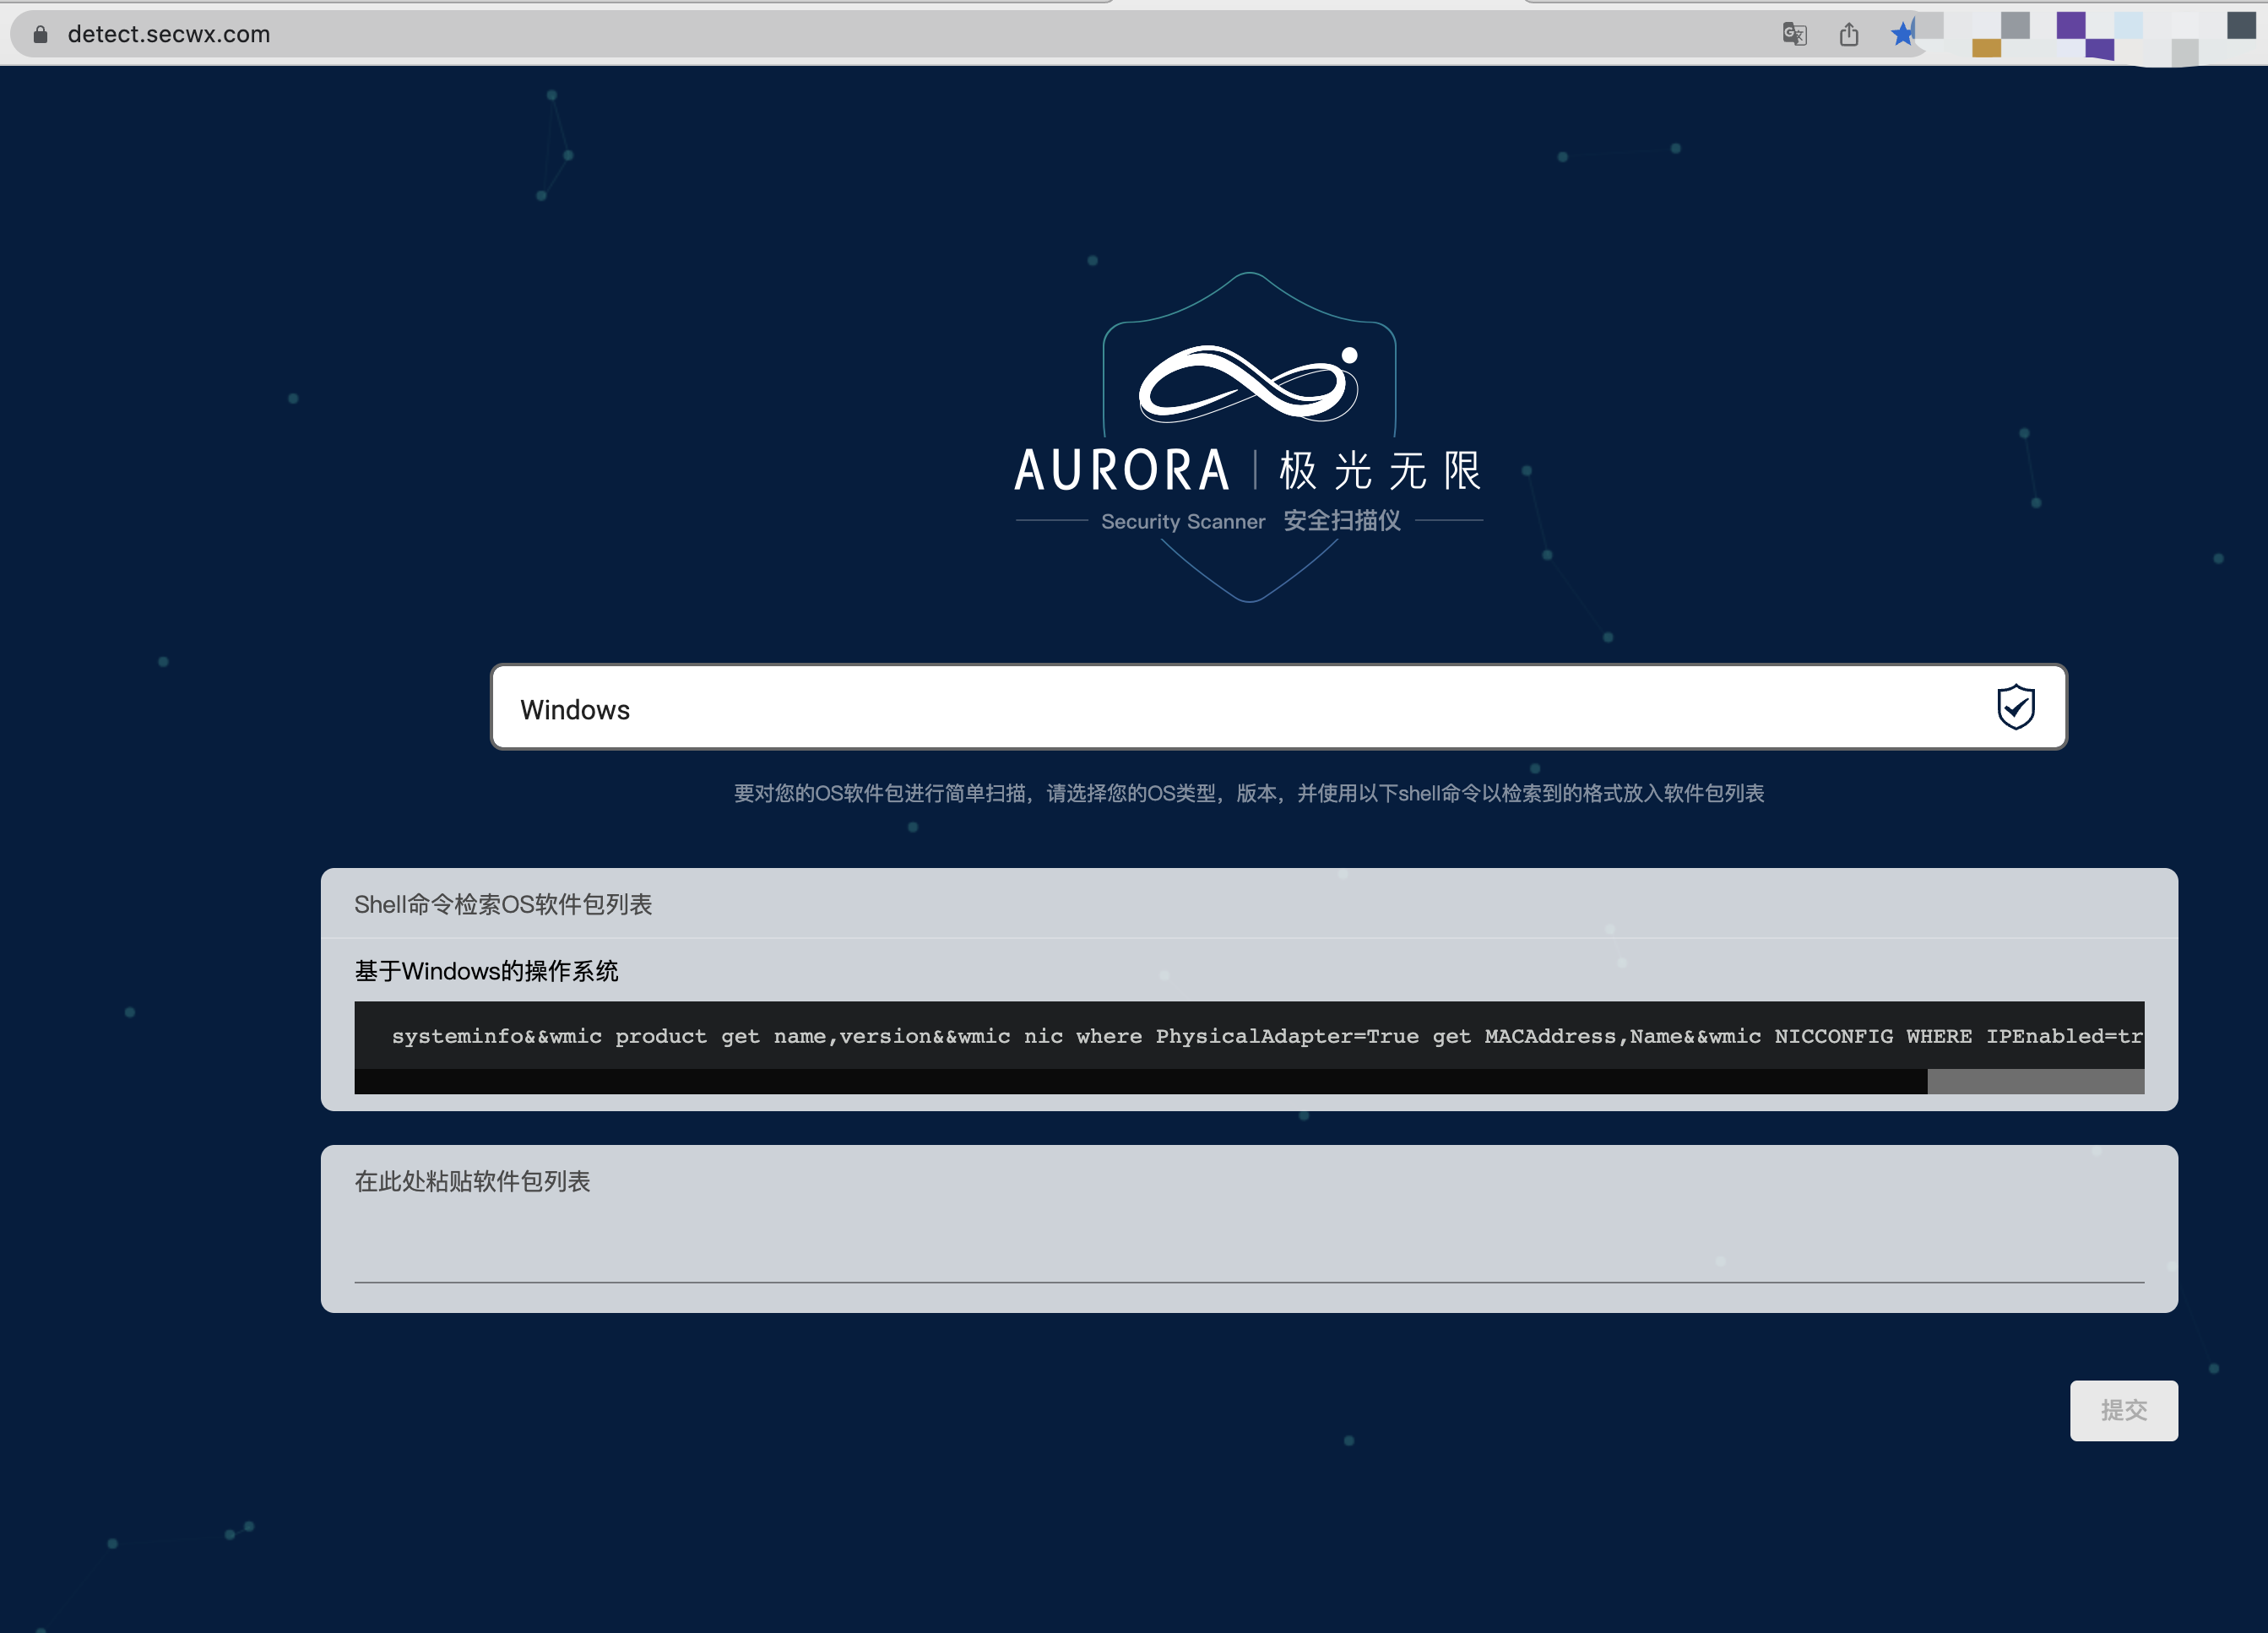 detect.secwx.com
AURORA | 极光无限
Security Scanner 安全扫描仪
Windows
要对您的OS软件包进行简单扫描，请选择您的OS类型，版本，并使用以下shell命令以检索到的格式放入软件包列表
Shell命令检索OS软件包列表
基于Windows的操作系统
systeminfo&&wmic product get name,version&&wmic nic where PhysicalAdapter=True get MACAddress,Name&&wmic NICCONFIG WHERE IPEnabled=tr
在此处粘贴软件包列表
提交